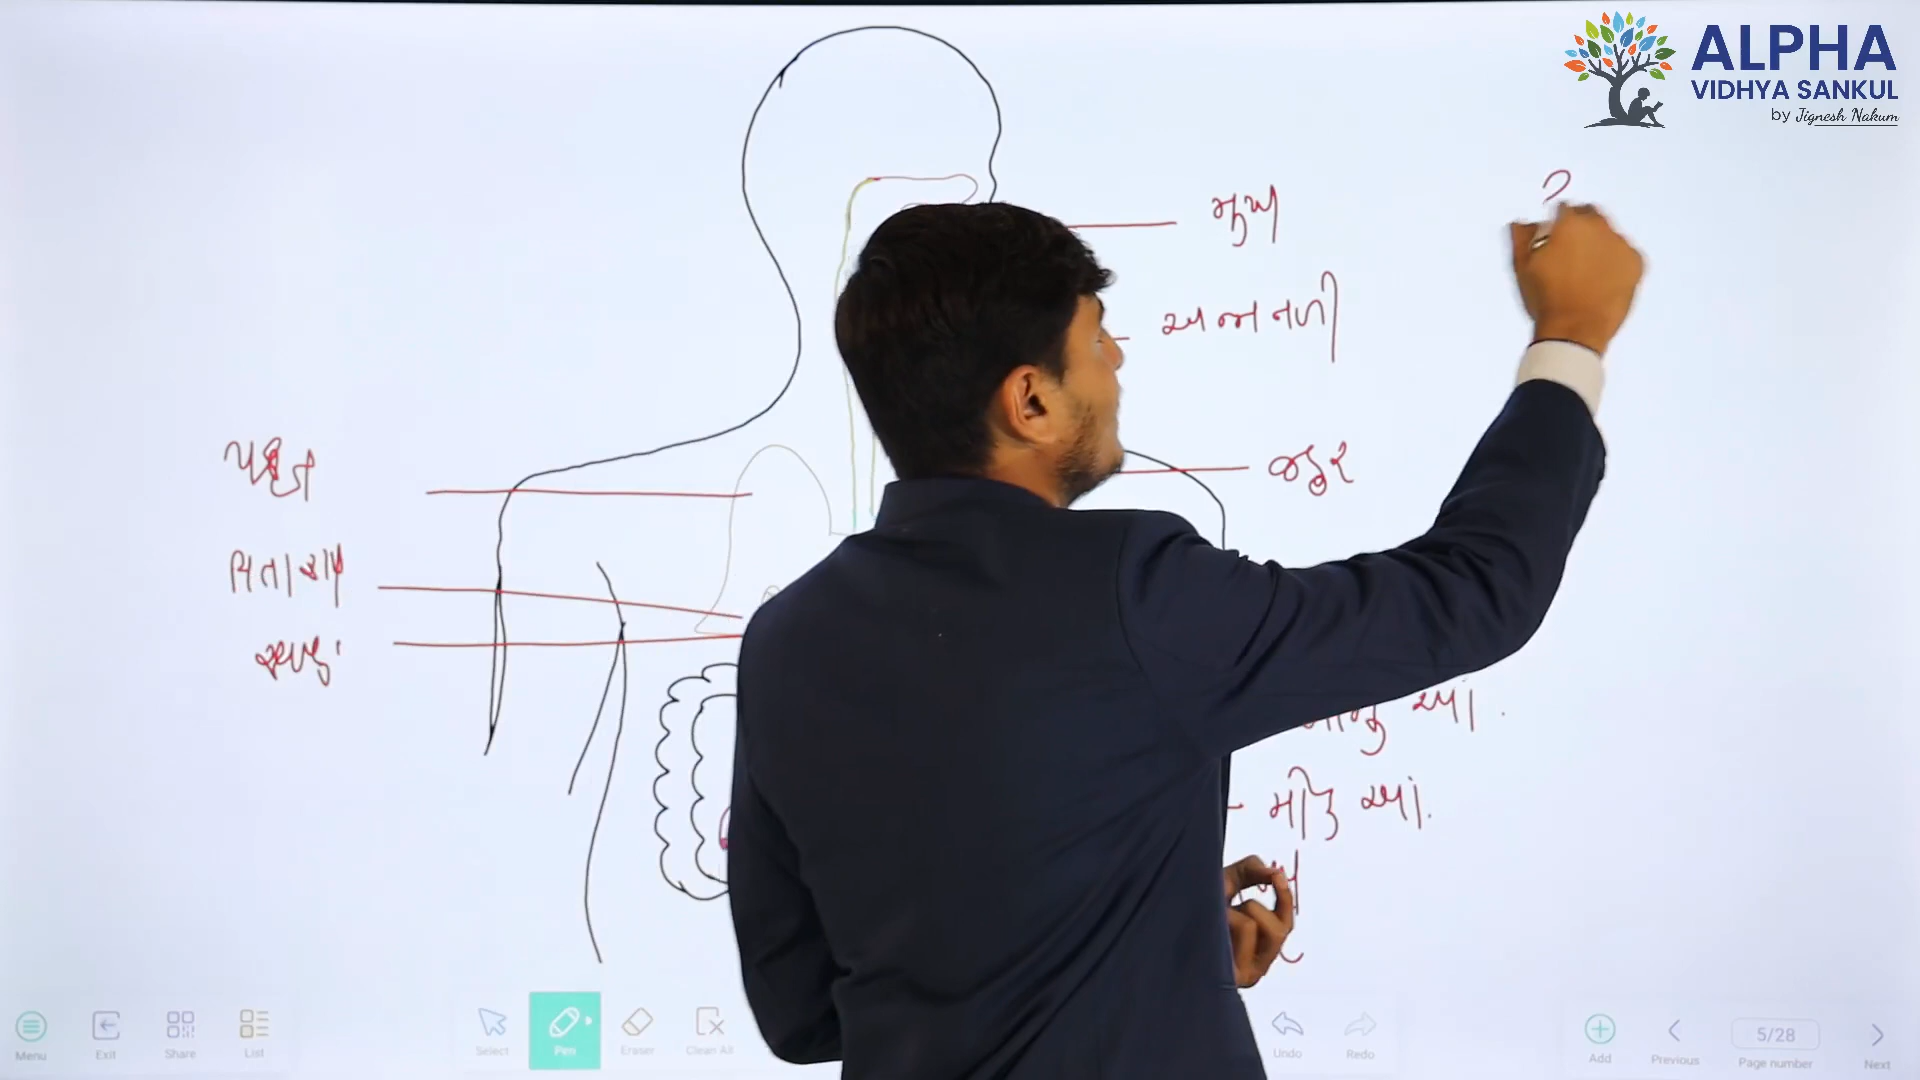 ALPHA
VIDHYA SANKUL
by Jignesh Nakum
મુખ
અન્નનળી
જઠર
યકૃત
પિત્તાશય
સ્વાદુ.
નાનું આં.
મોટું આં.
Menu
Exit
Share
List
Select
Pen
Eraser
Clean All
Undo
Redo
Add
Previous
5/28
Page number
Next